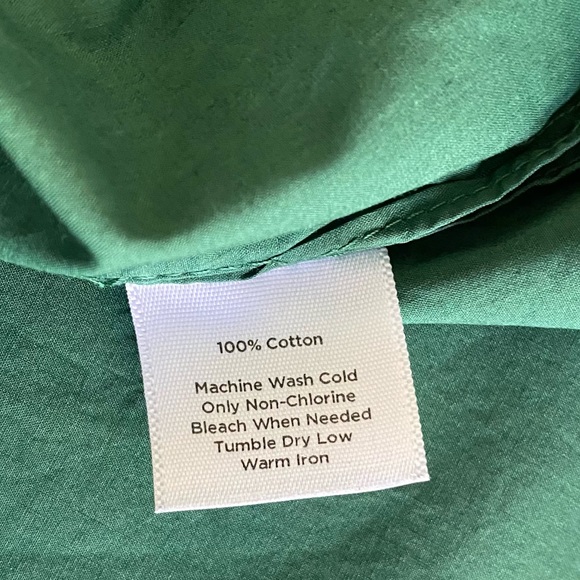 100% Cotton
Machine Wash Cold
Only Non-Chlorine
Bleach When Needed
Tumble Dry Low
Warm Iron